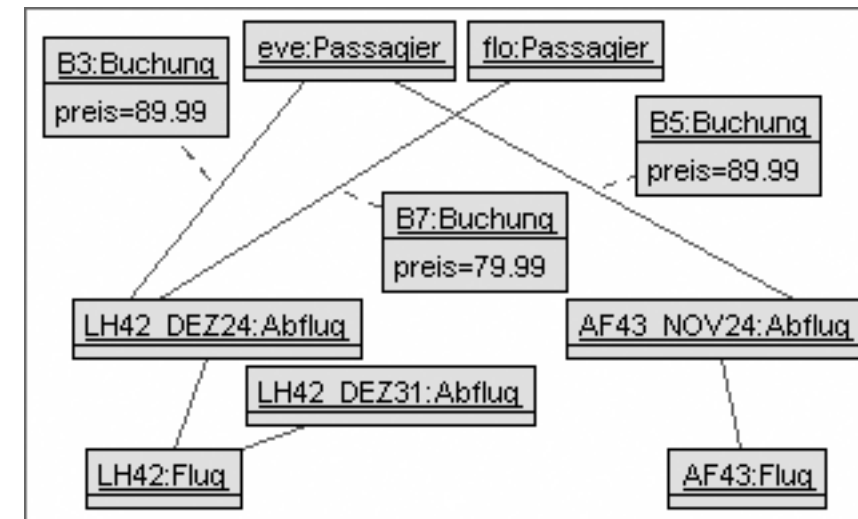 eve:Passagier
flo:Passagier
B3:Buchung
preis=89.99
B5:Buchung
preis=89.99
B7:Buchung
preis=79.99
LH42_DEZ24:Abflug
AF43_NOV24:Abflug
LH42_DEZ31:Abflug
LH42:Flug
AF43:Flug